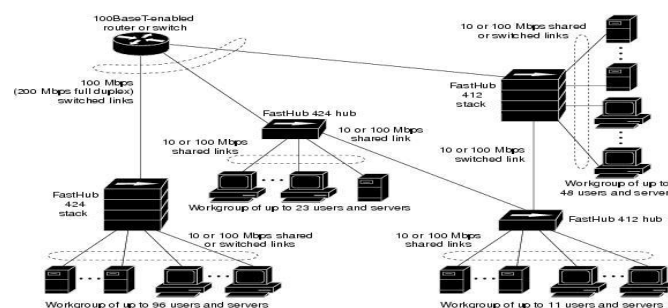 100BaseT-enabled
router or switch
10 or 100 Mbps shared
or switched links
100 Mbps
(200 Mbps full duplex)
switched links
FastHub
412
stack
FastHub 424 hub
10 or 100 Mbps
shared links
10 or 100 Mbps
shared link
10 or 100 Mbps
switched link
Workgroup of up to
48 users and servers
FastHub
424
stack
Workgroup of up to 23 users and servers
FastHub 412 hub
10 or 100 Mbps shared
or switched links
10 or 100 Mbps
shared links
Workgroup of up to 96 users and servers
Workgroup of up to 11 users and servers